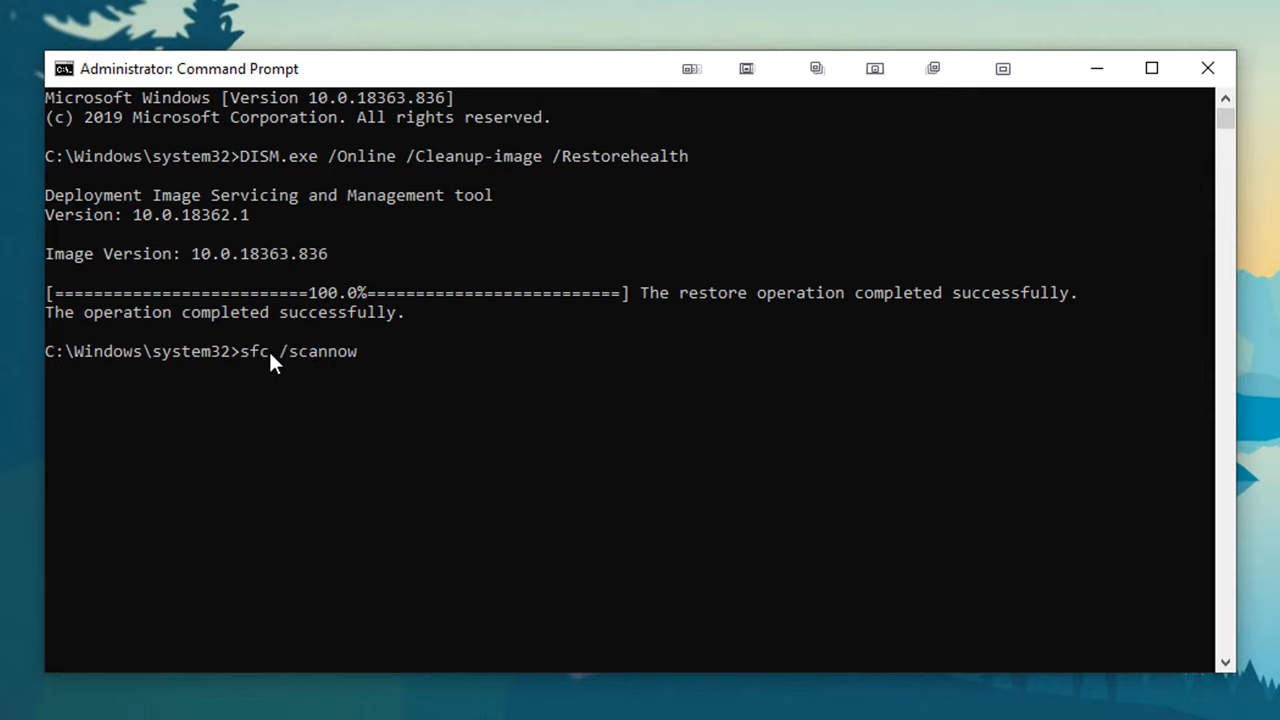 Administrator: Command Prompt
Microsoft Windows [Version 10.0.18363.836]
(c) 2019 Microsoft Corporation. All rights reserved.
C:\Windows\system32>DISM.exe /Online /Cleanup-image /Restorehealth
Deployment Image Servicing and Management tool
Version: 10.0.18362.1
Image Version: 10.0.18363.836
[==========================100.0%==========================] The restore operation completed successfully.
The operation completed successfully.
C:\Windows\system32>sfc /scannow